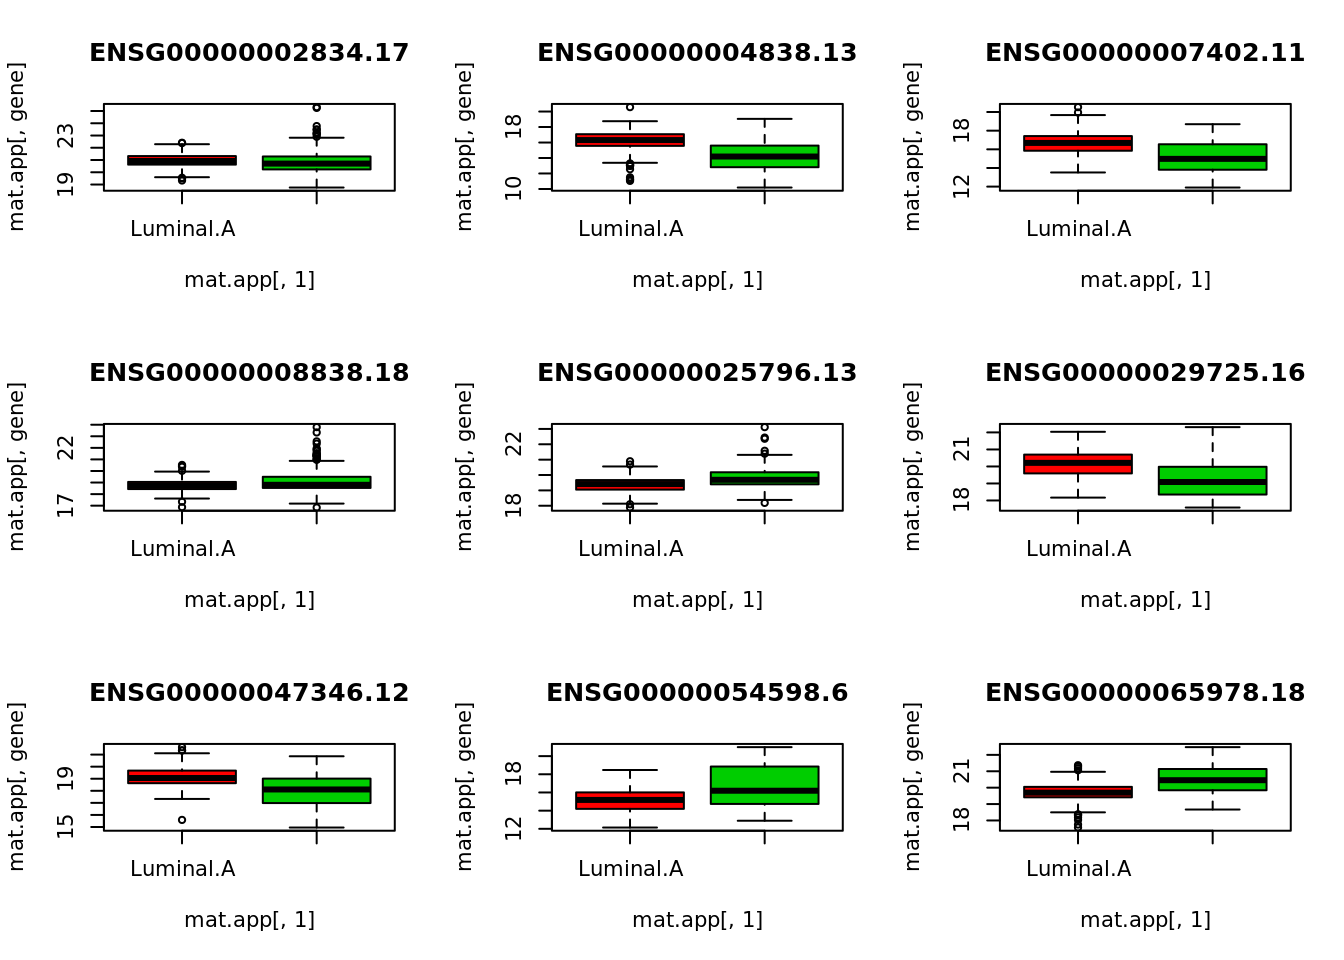 ENSG00000002834.17
mat.app[, gene]
23
19
Luminal.A
mat.app[, 1]
ENSG00000004838.13
mat.app[, gene]
18
10
Luminal.A
mat.app[, 1]
ENSG00000007402.11
mat.app[, gene]
18
12
Luminal.A
mat.app[, 1]
ENSG00000008838.18
mat.app[, gene]
22
17
Luminal.A
mat.app[, 1]
ENSG00000025796.13
mat.app[, gene]
22
18
Luminal.A
mat.app[, 1]
ENSG00000029725.16
mat.app[, gene]
21
18
Luminal.A
mat.app[, 1]
ENSG00000047346.12
mat.app[, gene]
19
15
Luminal.A
mat.app[, 1]
ENSG00000054598.6
mat.app[, gene]
18
12
Luminal.A
mat.app[, 1]
ENSG00000065978.18
mat.app[, gene]
21
18
Luminal.A
mat.app[, 1]